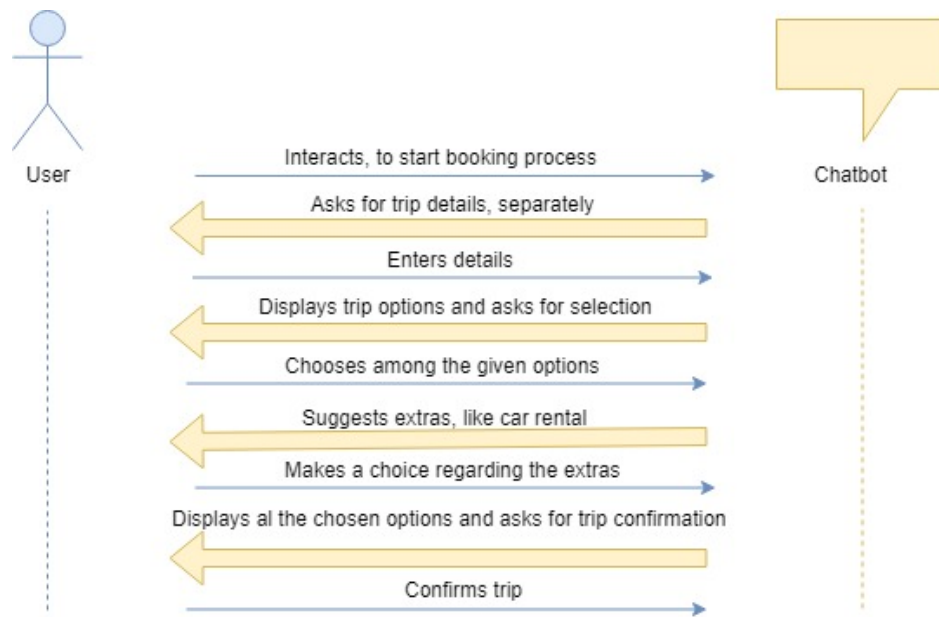 Interacts, to start booking process
User
Chatbot
Asks for trip details, separately
Enters details
Displays trip options and asks for selection
Chooses among the given options
Suggests extras, like car rental
Makes a choice regarding the extras
Displays al the chosen options and asks for trip confirmation
Confirms trip